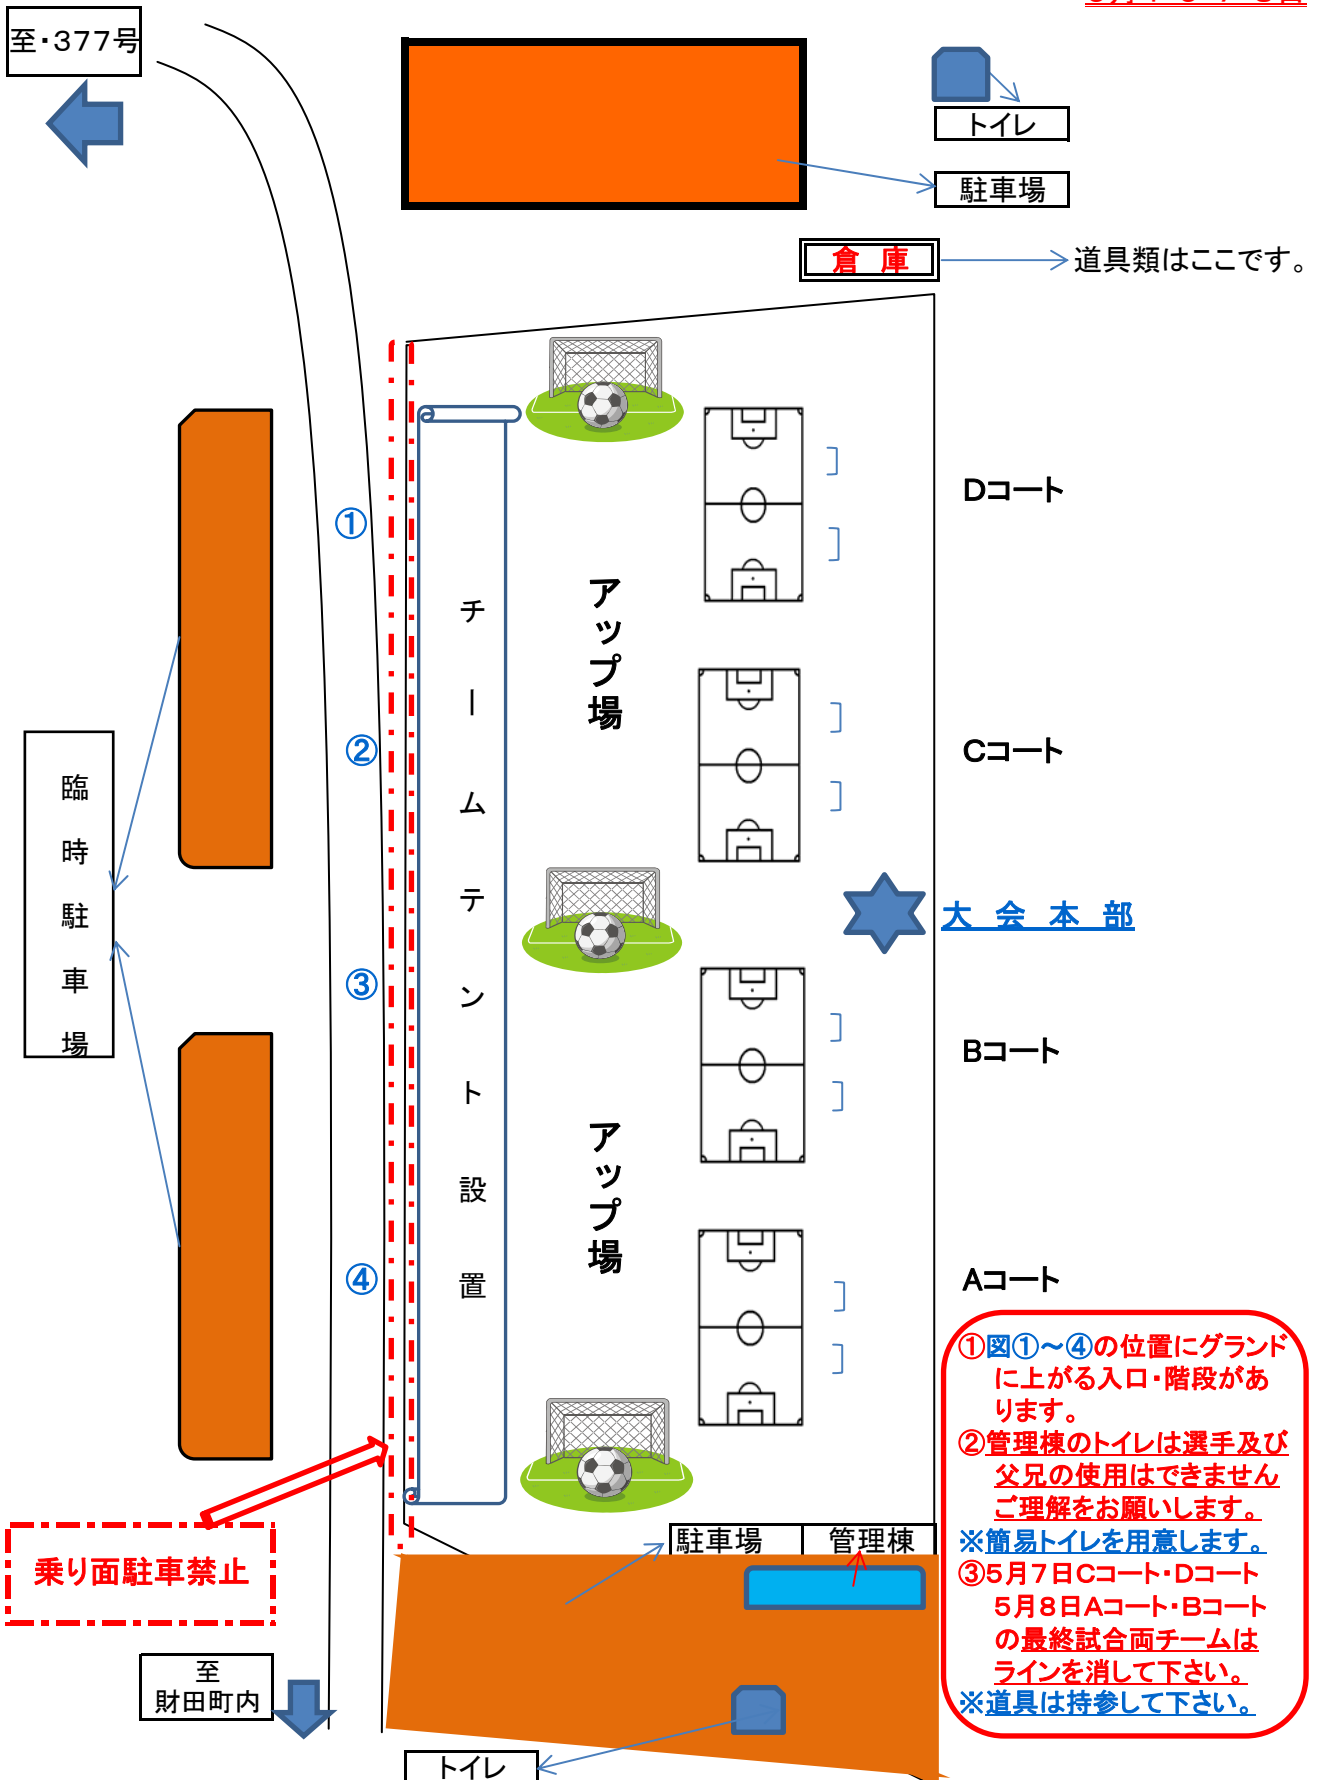 至・377号
トイレ
駐車場
倉　庫
道具類はここです。
Dコート
①
アップ場
チームテント設置
②
Cコート
臨時駐車場
大　会　本　部
③
Bコート
アップ場
④
Aコート
①図①～④の位置にグランド
に上がる入口・階段があ
ります。
②管理棟のトイレは選手及び
父兄の使用はできません
ご理解をお願いします。
※簡易トイレを用意します。
③5月7日Cコート・Dコート
5月8日Aコート・Bコート
の最終試合両チームは
ラインを消して下さい。
※道具は持参して下さい。
駐車場
管理棟
乗り面駐車禁止
至
財田町内
トイレ